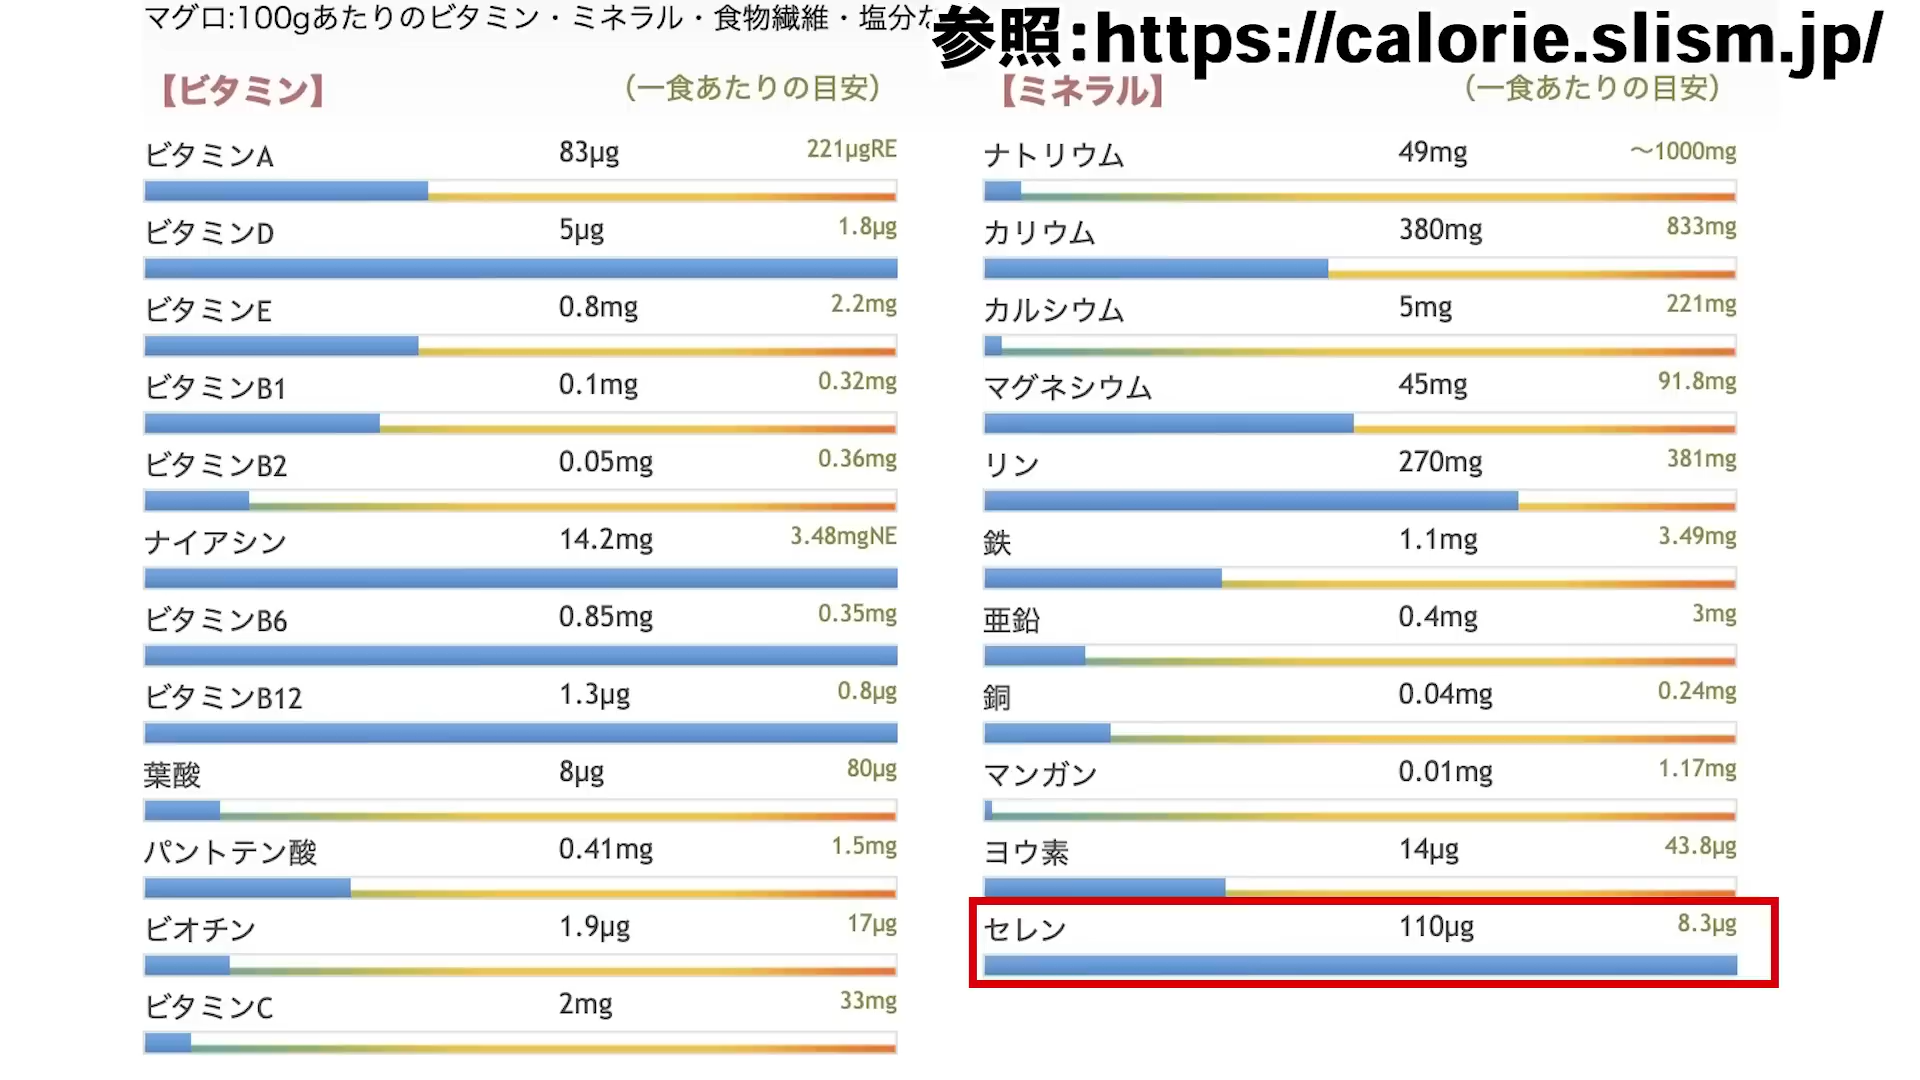 マグロ:100gあたりのビタミン・ミネラル・食物繊維・塩分な
参照:https://calorie.slism.jp/
【ビタミン】 （一食あたりの目安）
ビタミンA 83µg 221µgRE
ビタミンD 5µg 1.8µg
ビタミンE 0.8mg 2.2mg
ビタミンB1 0.1mg 0.32mg
ビタミンB2 0.05mg 0.36mg
ナイアシン 14.2mg 3.48mgNE
ビタミンB6 0.85mg 0.35mg
ビタミンB12 1.3µg 0.8µg
葉酸 8µg 80µg
パントテン酸 0.41mg 1.5mg
ビオチン 1.9µg 17µg
ビタミンC 2mg 33mg
【ミネラル】 （一食あたりの目安）
ナトリウム 49mg ～1000mg
カリウム 380mg 833mg
カルシウム 5mg 221mg
マグネシウム 45mg 91.8mg
リン 270mg 381mg
鉄 1.1mg 3.49mg
亜鉛 0.4mg 3mg
銅 0.04mg 0.24mg
マンガン 0.01mg 1.17mg
ヨウ素 14µg 43.8µg
セレン 110µg 8.3µg